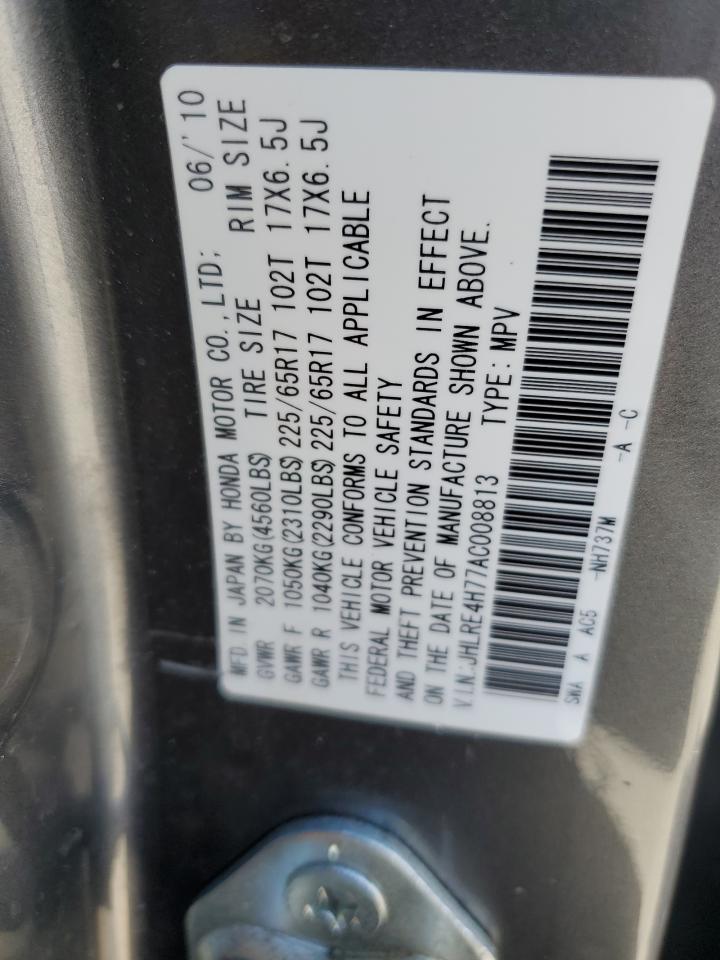 MFD. IN JAPAN BY HONDA MOTOR CO.,LTD; 06/'10
GVWR 2070KG(4560LBS) TIRE SIZE RIM SIZE
GAWR F 1050KG(2310LBS) 225/65R17 102T 17X6.5J
GAWR R 1040KG(2290LBS) 225/65R17 102T 17X6.5J
THIS VEHICLE CONFORMS TO ALL APPLICABLE
FEDERAL MOTOR VEHICLE SAFETY
AND THEFT PREVENTION STANDARDS IN EFFECT
ON THE DATE OF MANUFACTURE SHOWN ABOVE.
V.I.N:JHLRE4H77AC008813 TYPE: MPV
SWA A AC5 -NH737M -A -C